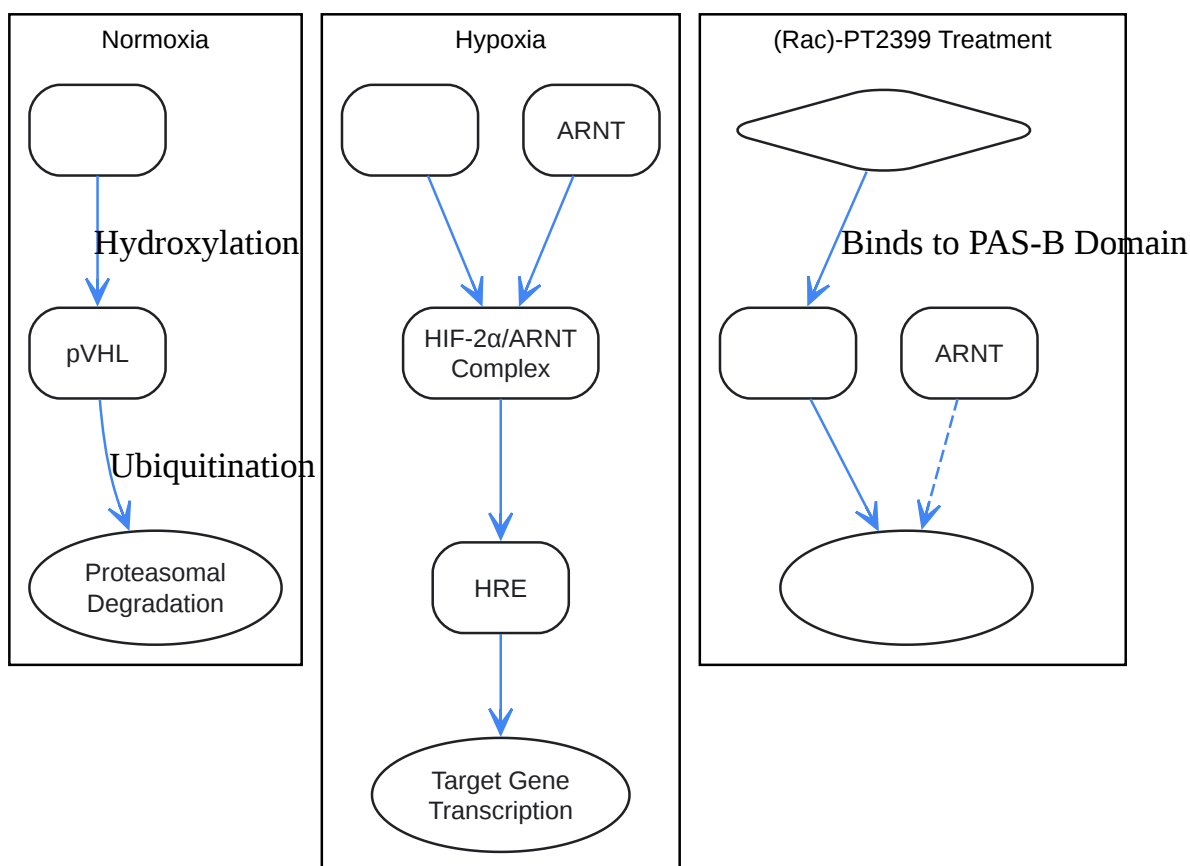 Normoxia
Hydroxylation
pVHL
Ubiquitination
Proteasomal
Degradation
Hypoxia
ARNT
HIF-2α/ARNT
Complex
HRE
Target Gene
Transcription
(Rac)-PT2399 Treatment
Binds to PAS-B Domain
ARNT